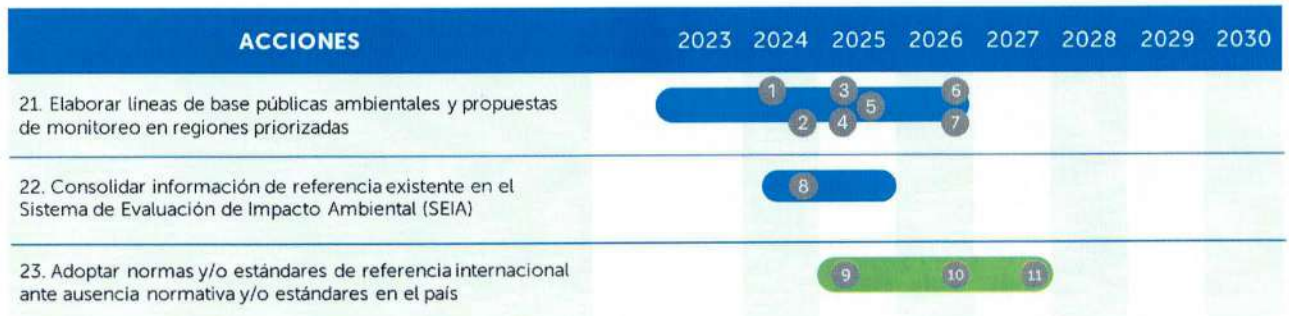 ACCIONES 2023 2024 2025 2026 2027 2028 2029 2030
21. Elaborar líneas de base públicas ambientales y propuestas
de monitoreo en regiones priorizadas
1 3 6
5
2 4 7
22. Consolidar información de referencia existente en el
Sistema de Evaluación de Impacto Ambiental (SEIA)
8
23. Adoptar normas y/o estándares de referencia internacional
ante ausencia normativa y/o estándares en el país
9 10 11